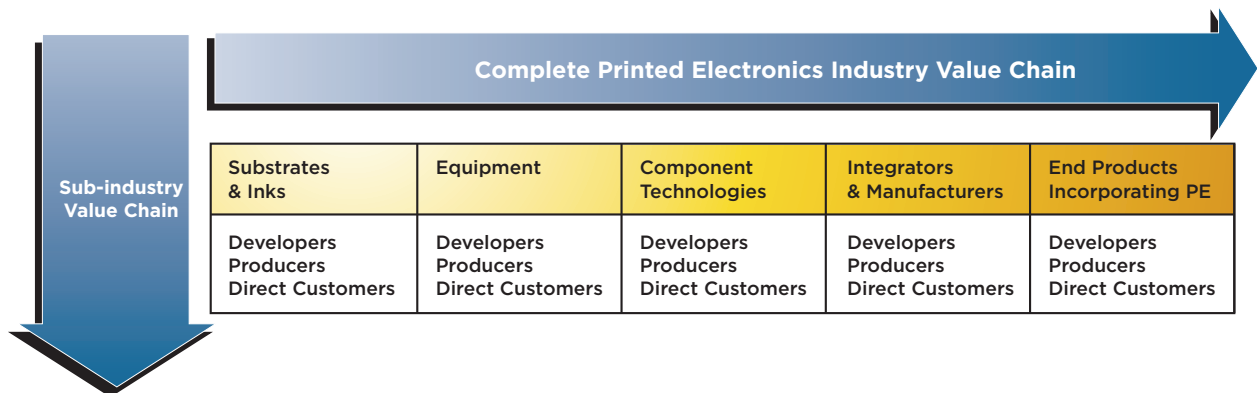 Complete Printed Electronics Industry Value Chain
Sub-industry
Value Chain
Substrates
& Inks
Equipment
Component
Technologies
Integrators
& Manufacturers
End Products
Incorporating PE
Developers
Producers
Direct Customers
Developers
Producers
Direct Customers
Developers
Producers
Direct Customers
Developers
Producers
Direct Customers
Developers
Producers
Direct Customers